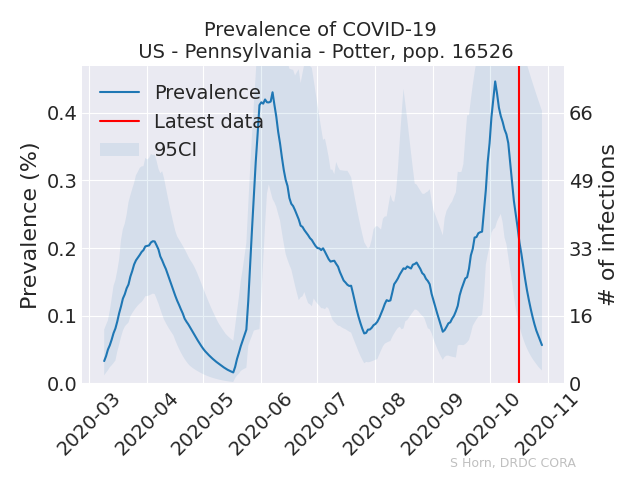 Prevalence of COVID-19
US - Pennsylvania - Potter, pop. 16526
Prevalence
Latest data
95CI
Prevalence (%)
0.4
0.3
0.2
0.1
0.0
# of infections
66
49
33
16
0
2020-03
2020-04
2020-05
2020-06
2020-07
2020-08
2020-09
2020-10
2020-11
S Horn, DRDC CORA